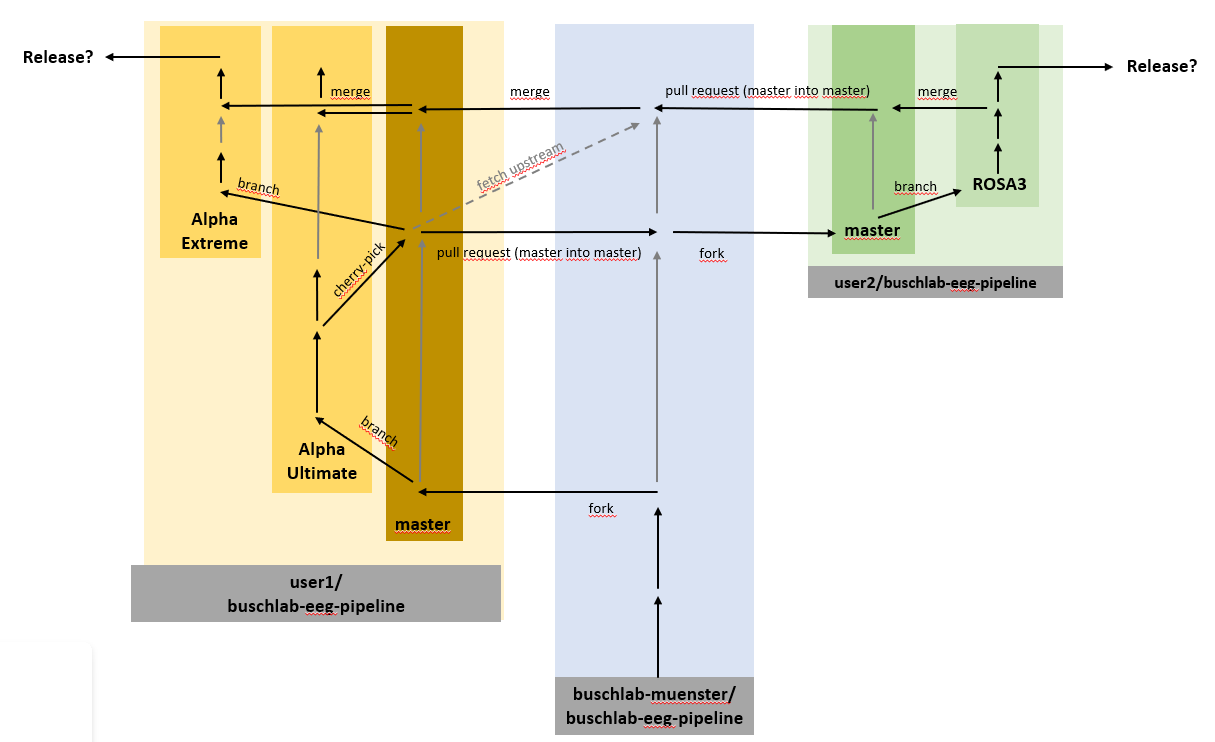 Release?
Release?
merge
merge
pull request (master into master)
merge
fetch upstream
branch
Alpha
Extreme
branch
ROSA3
master
cherry-pick
pull request (master into master)
fork
user2/buschlab-eeg-pipeline
branch
Alpha
Ultimate
fork
master
user1/
buschlab-eeg-pipeline
buschlab-muenster/
buschlab-eeg-pipeline